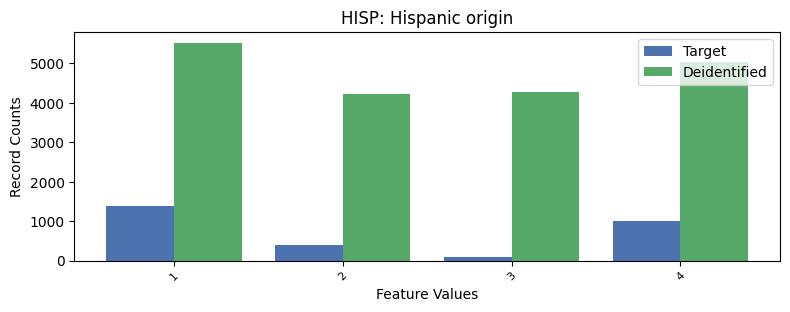 HISP: Hispanic origin
Target
Deidentified
Record Counts
5000
4000
3000
2000
1000
0
1
2
3
4
Feature Values